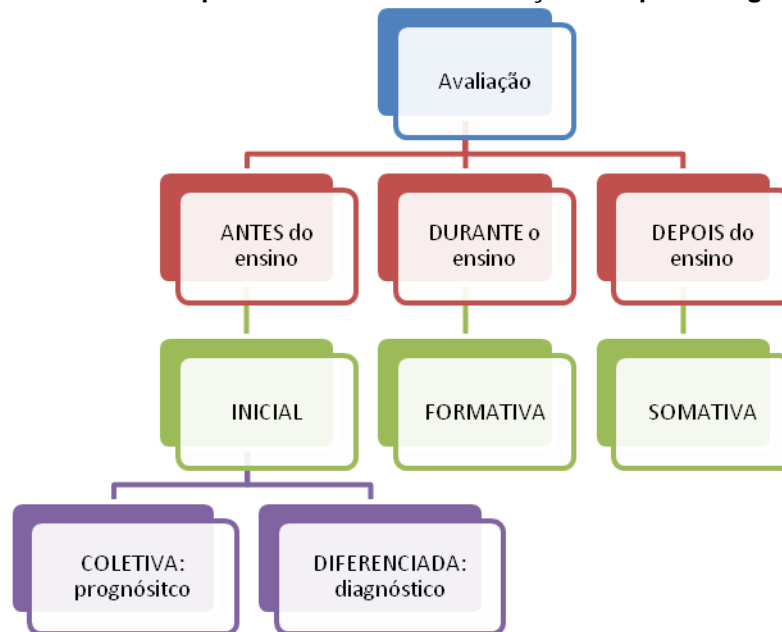 Avaliação
ANTES do
ensino
DURANTE o
ensino
DEPOIS do
ensino
INICIAL
FORMATIVA
SOMATIVA
COLETIVA:
prognósitco
DIFERENCIADA:
diagnóstico